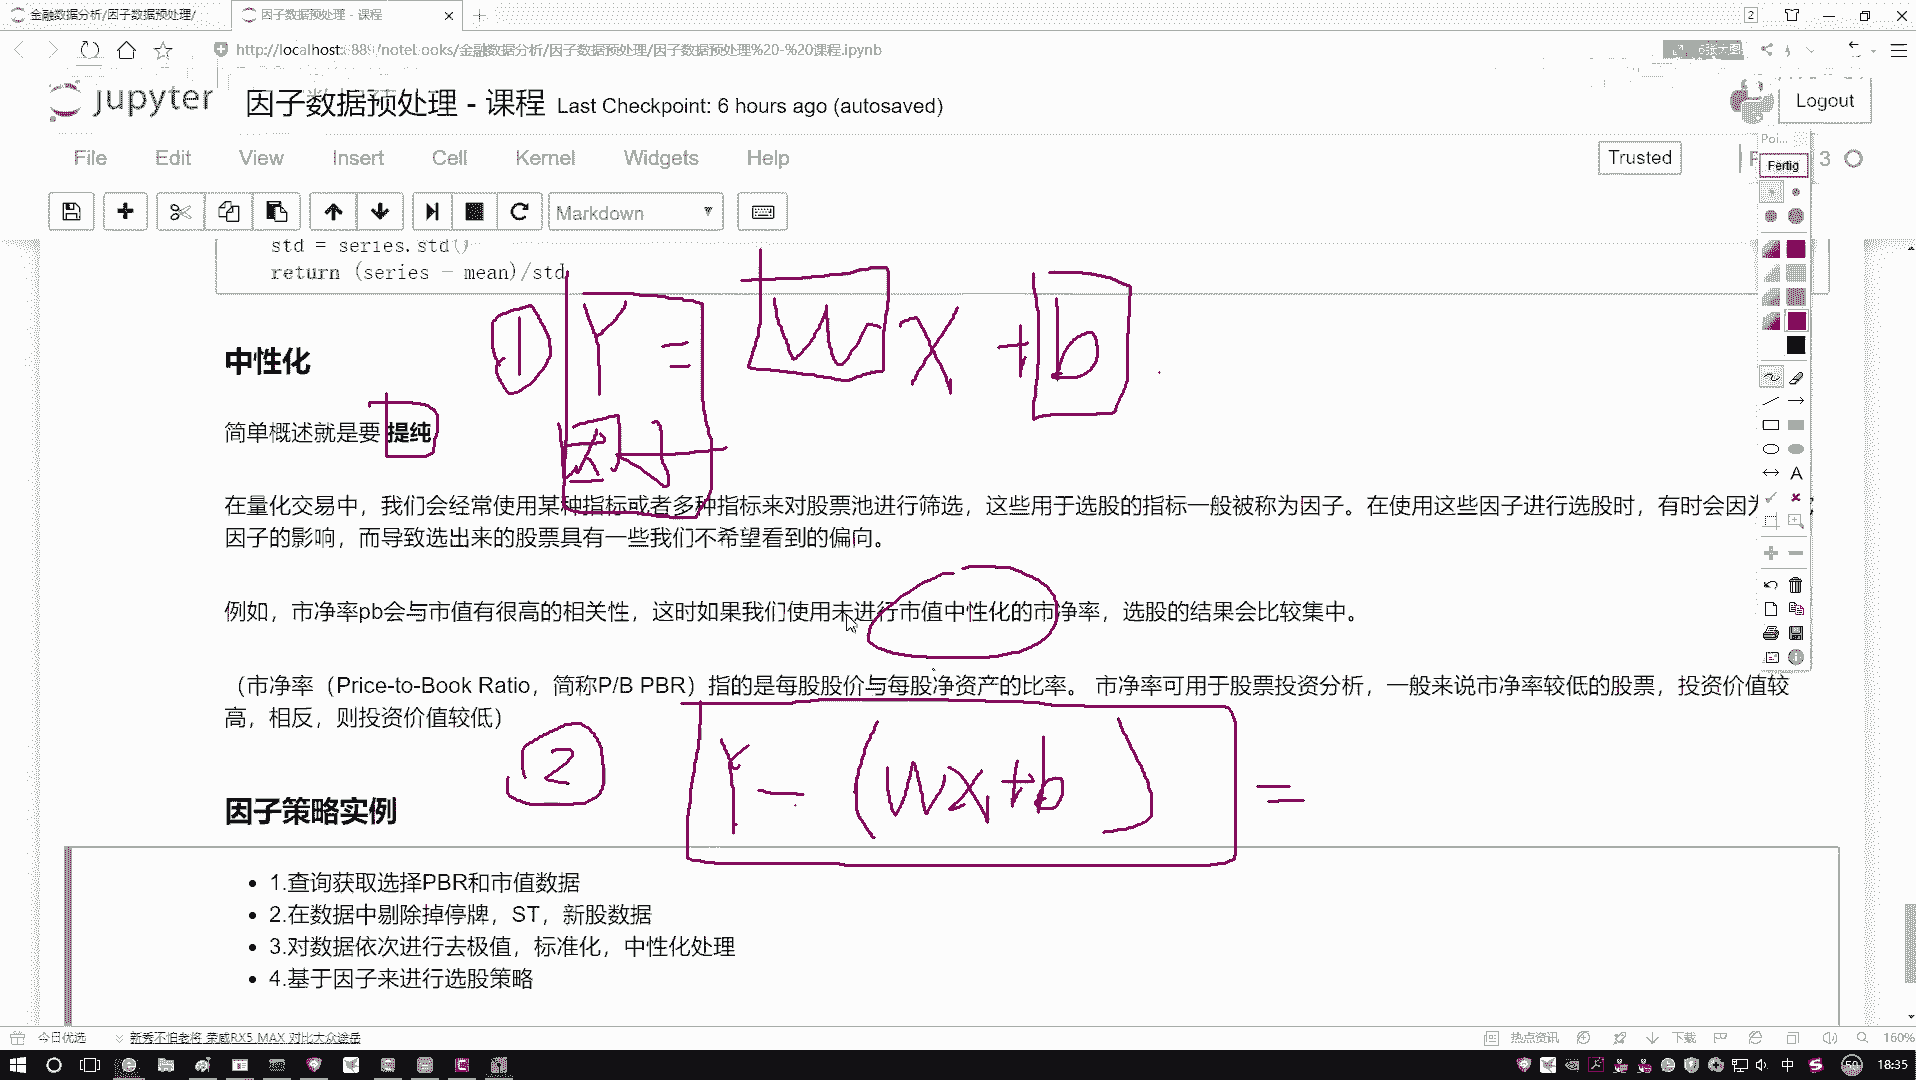 金融数据分析/因子数据预处理/
因子数据预处理 - 课程
2
http://localhost:888/notebooks/金融数据分析/因子数据预处理/因子数据预处理%20-%20课程.ipynb
jupyter
因子数据预处理 - 课程 Last Checkpoint: 6 hours ago (autosaved)
Logout
File Edit View Insert Cell Kernel Widgets Help
Trusted
3
Fertig
Markdown
std = series.std()
return (series - mean)/std
① Y = W X + b
因子
中性化
简单概述就是要 提纯
在量化交易中，我们会经常使用某种指标或者多种指标来对股票池进行筛选，这些用于选股的指标一般被称为因子。在使用这些因子进行选股时，有时会因为
因子的影响，而导致选出来的股票具有一些我们不希望看到的偏向。
例如，市净率pb会与市值有很高的相关性，这时如果我们使用未进行市值中性化的市净率，选股的结果会比较集中。
（市净率（Price-to-Book Ratio，简称P/B PBR）指的是每股股价与每股净资产的比率。 市净率可用于股票投资分析，一般来说市净率较低的股票，投资价值较
高，相反，则投资价值较低）
② Y - (WX+b) =
因子策略实例
1.查询获取选择PBR和市值数据
2.在数据中剔除掉停牌，ST，新股数据
3.对数据依次进行去极值，标准化，中性化处理
4.基于因子来进行选股策略
今日优选 新秀不怕老将 荣威RX5 MAX 对比大众途岳
热点资讯 下载 160%
中 18:35